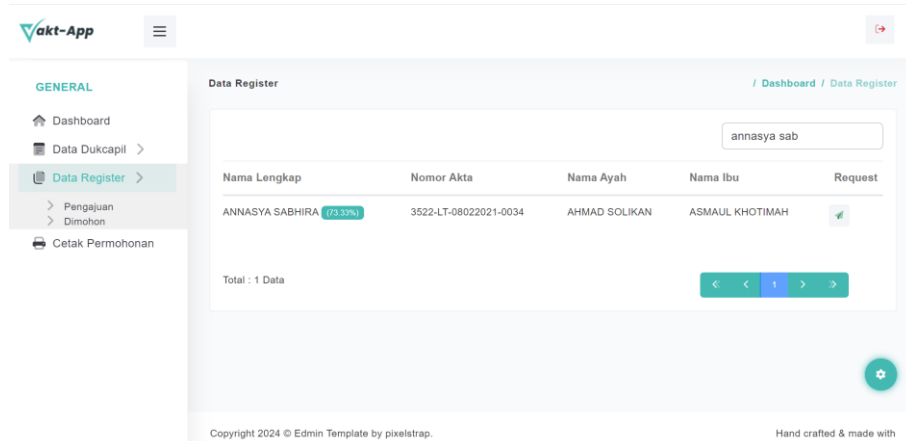 Vakt-App
GENERAL
Dashboard
Data Dukcapil
Data Register
Pengajuan
Dimohon
Cetak Permohonan
Data Register
/ Dashboard / Data Register
annasya sab
Nama Lengkap Nomor Akta Nama Ayah Nama Ibu Request
ANNASYA SABHIRA (73.33%) 3522-LT-08022021-0034 AHMAD SOLIKAN ASMAUL KHOTIMAH
Total : 1 Data
« < 1 > »
Copyright 2024 © Edmin Template by pixelstrap.
Hand crafted & made with